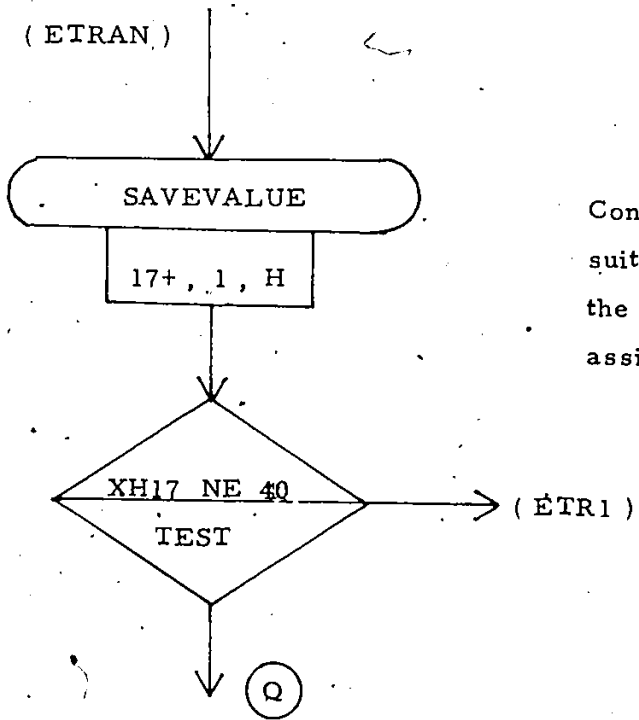 ( ETRAN )
SAVEVALUE
17+ , 1 , H
Con
suit
the
assi
XH17 NE 40
TEST
( ETR1 )
Q